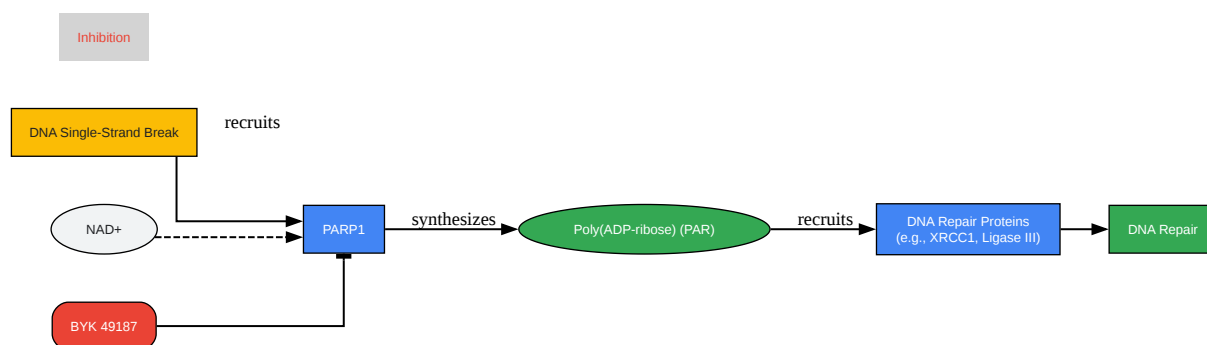 Inhibition
DNA Single-Strand Break
recruits
NAD+
PARP1
synthesizes
Poly(ADP-ribose) (PAR)
recruits
DNA Repair Proteins
(e.g., XRCC1, Ligase III)
DNA Repair
BYK 49187